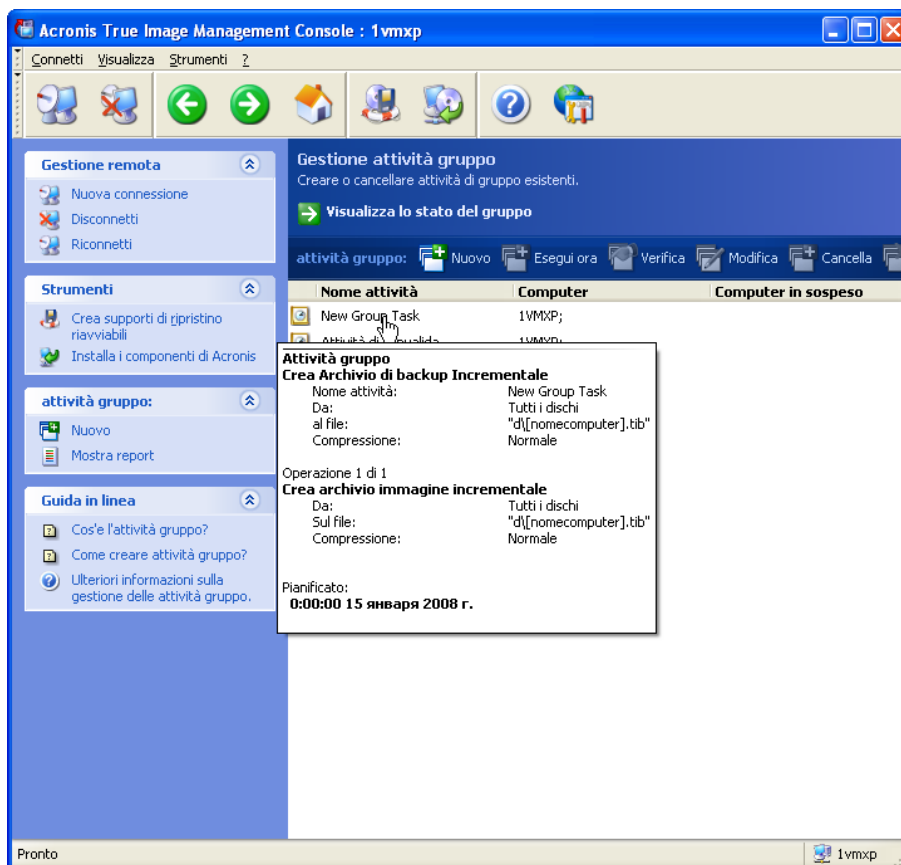 Acronis True Image Management Console : 1vmxp
Connetti Visualizza Strumenti ?
Gestione remota
Nuova connessione
Disconnetti
Riconnetti
Strumenti
Crea supporti di ripristino
riavviabili
Installa i componenti di Acronis
attività gruppo:
Nuovo
Mostra report
Guida in linea
Cos'e l'attività gruppo?
Come creare attività gruppo?
Ulteriori informazioni sulla
gestione delle attività gruppo.
Gestione attività gruppo
Creare o cancellare attività di gruppo esistenti.
Visualizza lo stato del gruppo
attività gruppo: Nuovo Esegui ora Verifica Modifica Cancella
Nome attività Computer Computer in sospeso
New Group Task 1VMXP;
Attività di
Attività gruppo
Crea Archivio di backup Incrementale
Nome attività: New Group Task
Da: Tutti i dischi
al file: "d\[nomecomputer].tib"
Compressione: Normale
Operazione 1 di 1
Crea archivio immagine incrementale
Da: Tutti i dischi
Sul file: "d\[nomecomputer].tib"
Compressione: Normale
Pianificato:
0:00:00 15 января 2008 г.
Pronto 1vmxp